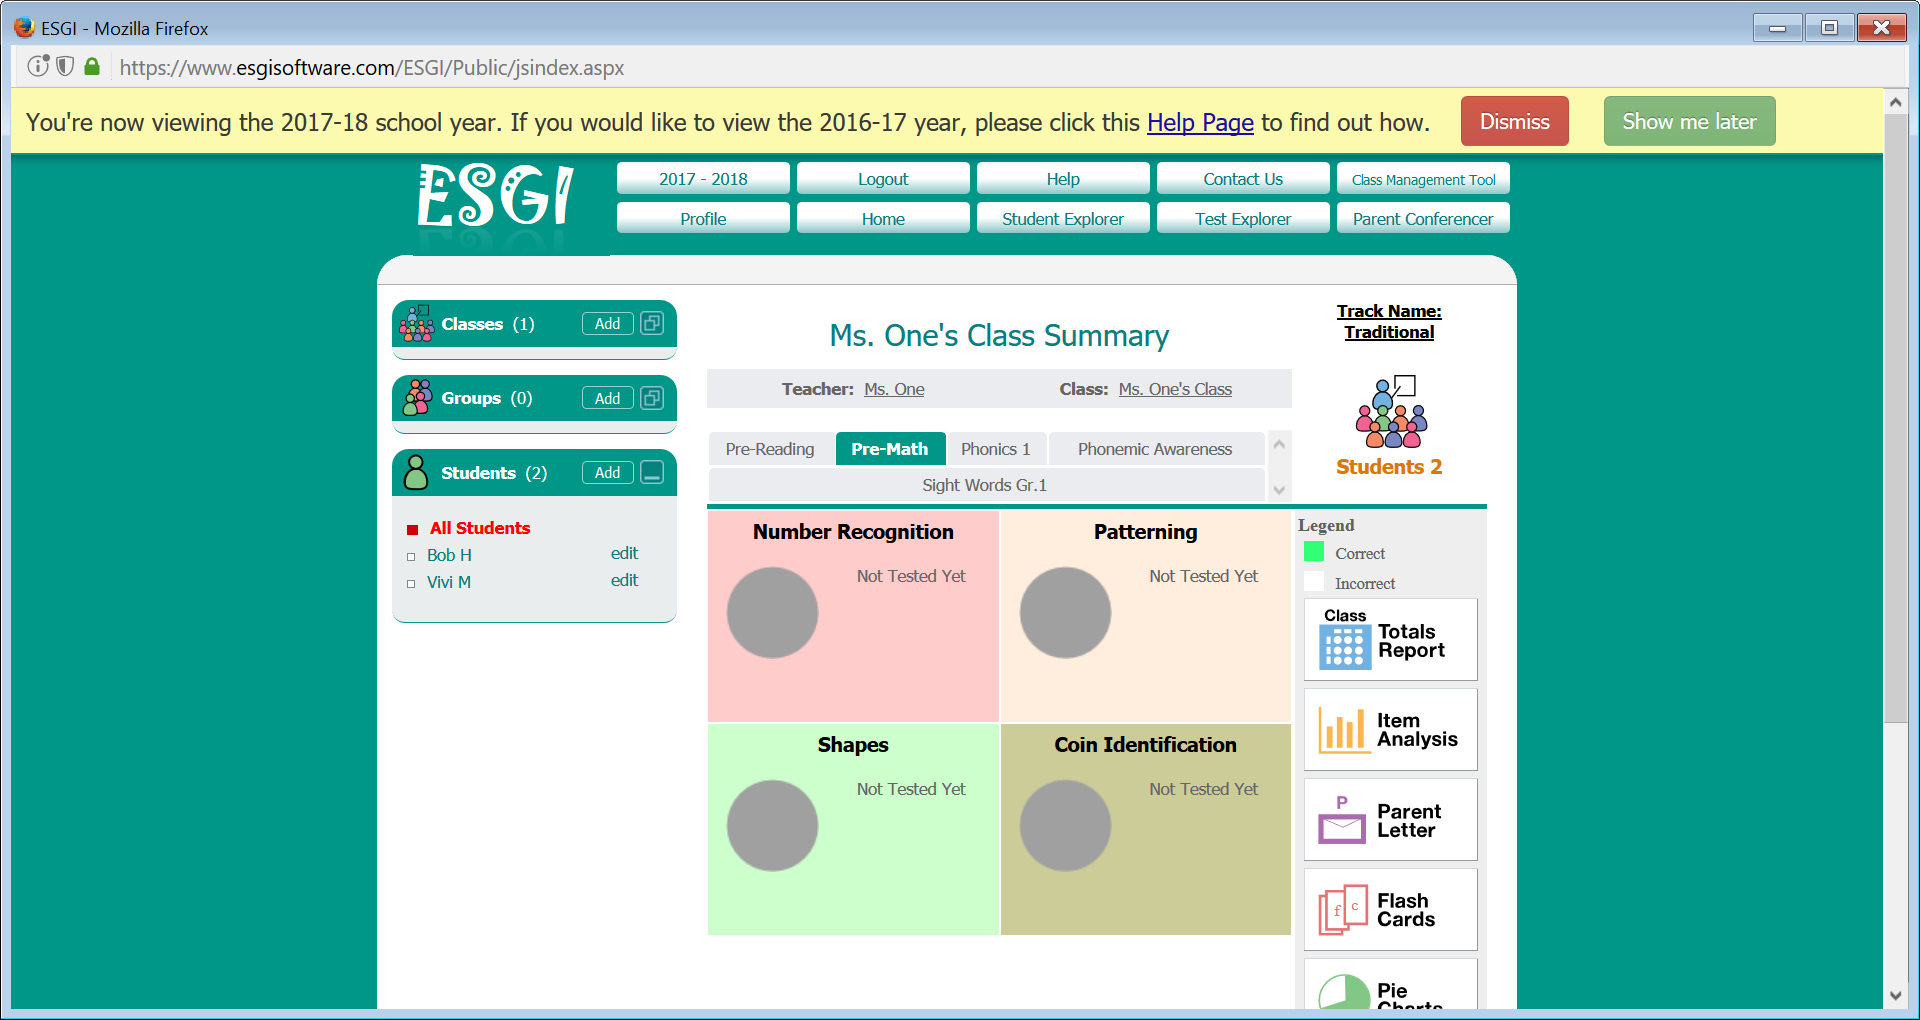 ESGI - Mozilla Firefox
https://www.esgisoftware.com/ESGI/Public/jsindex.aspx
You're now viewing the 2017-18 school year. If you would like to view the 2016-17 year, please click this Help Page to find out how.
Dismiss
Show me later
ESGI
2017 - 2018
Logout
Help
Contact Us
Class Management Tool
Profile
Home
Student Explorer
Test Explorer
Parent Conferencer
Classes (1)
Add
Groups (0)
Add
Students (2)
Add
All Students
Bob H
edit
Vivi M
edit
Ms. One's Class Summary
Teacher: Ms. One
Class: Ms. One's Class
Pre-Reading
Pre-Math
Phonics 1
Phonemic Awareness
Sight Words Gr.1
Track Name:
Traditional
Students 2
Number Recognition
Not Tested Yet
Patterning
Not Tested Yet
Shapes
Not Tested Yet
Coin Identification
Not Tested Yet
Legend
Correct
Incorrect
Class
Totals
Report
Item
Analysis
P
Parent
Letter
f c
Flash
Cards
Pie
Charts